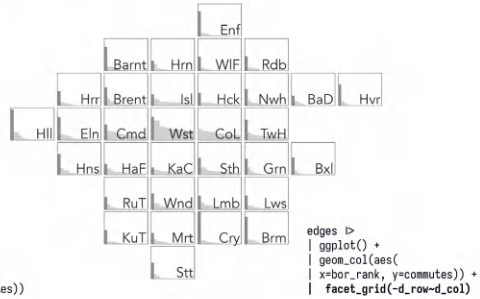 Enf
Barnt Hrn WlF Rdb
Hrr Brent Isl Hck Nwh BaD Hvr
Hll Eln Cmd Wst CoL TwH
Hns HaF KaC Sth Grn Bxl
RuT Wnd Lmb Lws
KuT Mrt Cry Brm
Stt
es))
edges ▷
| ggplot() +
| geom_col(aes(
| x=bor_rank, y=commutes)) +
| facet_grid(-d_row~d_col)